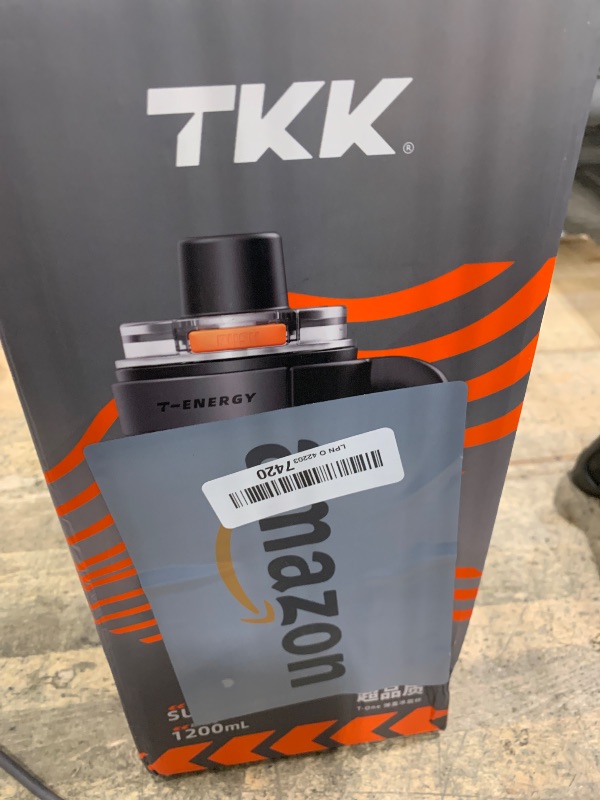 TKK®
T-ENERGY
LPN O 42203 7420
amazon
SU
超品质
1200mL